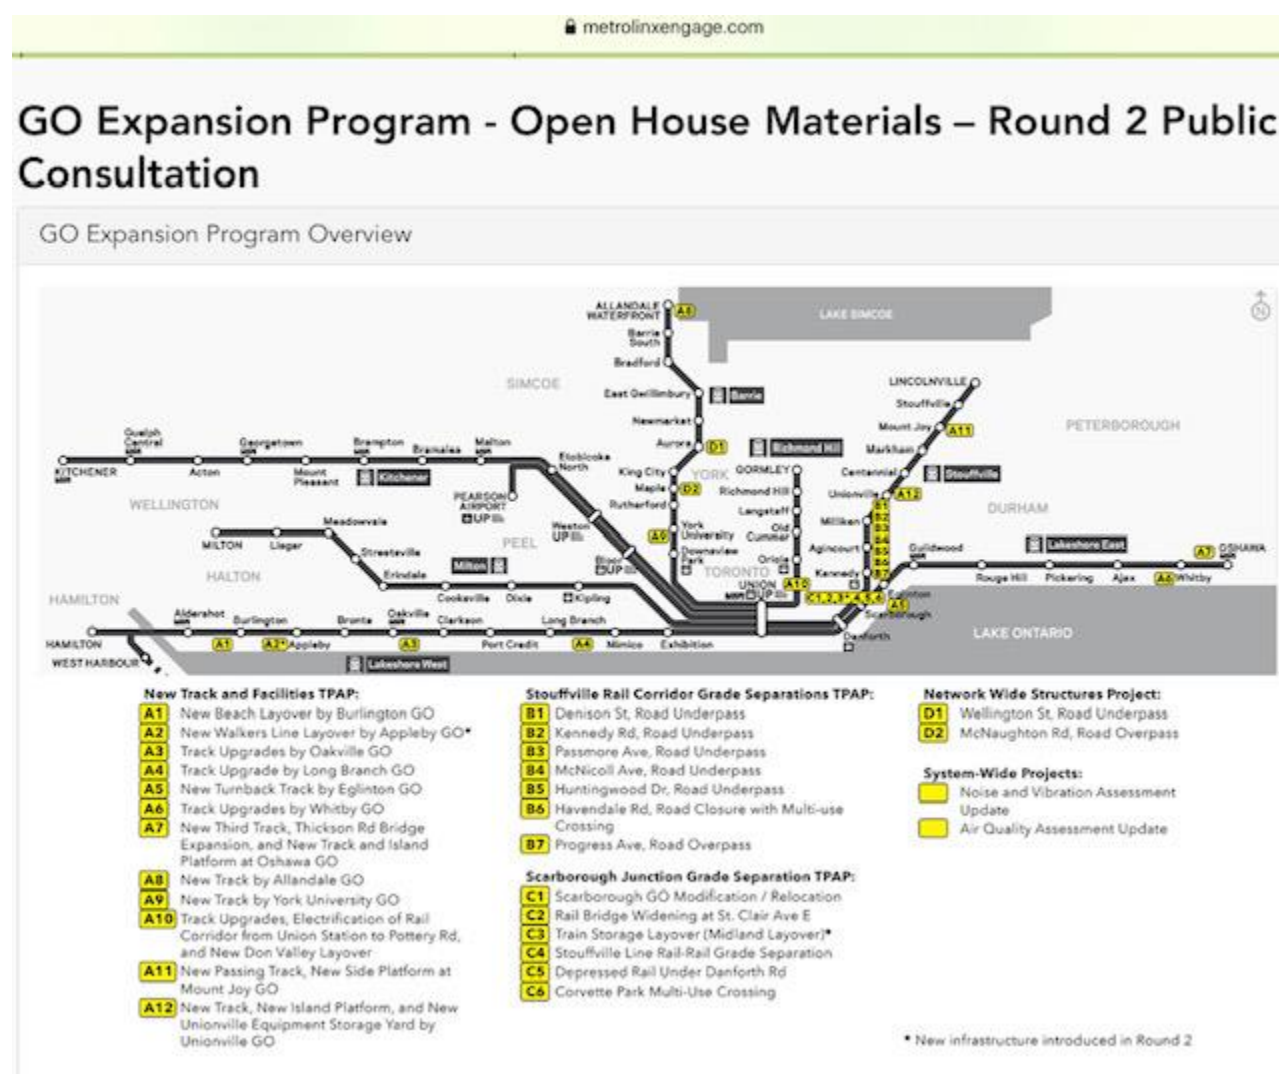 metrolinxengage.com
GO Expansion Program - Open House Materials – Round 2 Public
Consultation
GO Expansion Program Overview
ALLANDALE
WATERFRONT
A8
LAKE SIMCOE
N
Barrie
South
Bradford
SIMCOE
East Gwillimbury
Barrie
LINCOLNVILLE
Stouffville
Newmarket
Mount Joy
A11
PETERBOROUGH
Guelph
Central
Georgetown
Brampton
Bramalea
Malton
Aurora
D1
Richmond Hill
Markham
Etobicoke
North
KITCHENER
Acton
Mount
Pleasant
Kitchener
King City
YORK
GORMLEY
Centennial
Stouffville
Maple
D2
Richmond Hill
Unionville
A12
WELLINGTON
PEARSON
AIRPORT
UP
Rutherford
Langstaff
B1
B2
B3
B4
B5
B6
B7
DURHAM
Meadowvale
Weston
UP
A9
York
University
Old
Cummer
Milliken
MILTON
Lisgar
Streetsville
PEEL
Bloor
UP
Downsview
Park
Oriole
Agincourt
Guildwood
Lakeshore East
A7
OSHAWA
HALTON
Erindale
Milton
TORONTO
Kennedy
Rouge Hill
Pickering
Ajax
A6
Whitby
UNION
UP
A10
C1,2,3*,4,5,6
Eglinton
A5
HAMILTON
Cooksville
Dixie
Kipling
Scarborough
Aldershot
Burlington
Bronte
Oakville
Clarkson
Long Branch
Danforth
LAKE ONTARIO
HAMILTON
A1
A2*
Appleby
A3
Port Credit
A4
Mimico
Exhibition
WEST HARBOUR
Lakeshore West
New Track and Facilities TPAP:
A1 New Beach Layover by Burlington GO
A2 New Walkers Line Layover by Appleby GO*
A3 Track Upgrades by Oakville GO
A4 Track Upgrade by Long Branch GO
A5 New Turnback Track by Eglinton GO
A6 Track Upgrades by Whitby GO
A7 New Third Track, Thickson Rd Bridge
Expansion, and New Track and Island
Platform at Oshawa GO
A8 New Track by Allandale GO
A9 New Track by York University GO
A10 Track Upgrades, Electrification of Rail
Corridor from Union Station to Pottery Rd,
and New Don Valley Layover
A11 New Passing Track, New Side Platform at
Mount Joy GO
A12 New Track, New Island Platform, and New
Unionville Equipment Storage Yard by
Unionville GO
Stouffville Rail Corridor Grade Separations TPAP:
B1 Denison St, Road Underpass
B2 Kennedy Rd, Road Underpass
B3 Passmore Ave, Road Underpass
B4 McNicoll Ave, Road Underpass
B5 Huntingwood Dr, Road Underpass
B6 Havendale Rd, Road Closure with Multi-use
Crossing
B7 Progress Ave, Road Overpass
Scarborough Junction Grade Separation TPAP:
C1 Scarborough GO Modification / Relocation
C2 Rail Bridge Widening at St. Clair Ave E
C3 Train Storage Layover (Midland Layover)*
C4 Stouffville Line Rail-Rail Grade Separation
C5 Depressed Rail Under Danforth Rd
C6 Corvette Park Multi-Use Crossing
Network Wide Structures Project:
D1 Wellington St, Road Underpass
D2 McNaughton Rd, Road Overpass
System-Wide Projects:
Noise and Vibration Assessment
Update
Air Quality Assessment Update
* New infrastructure introduced in Round 2